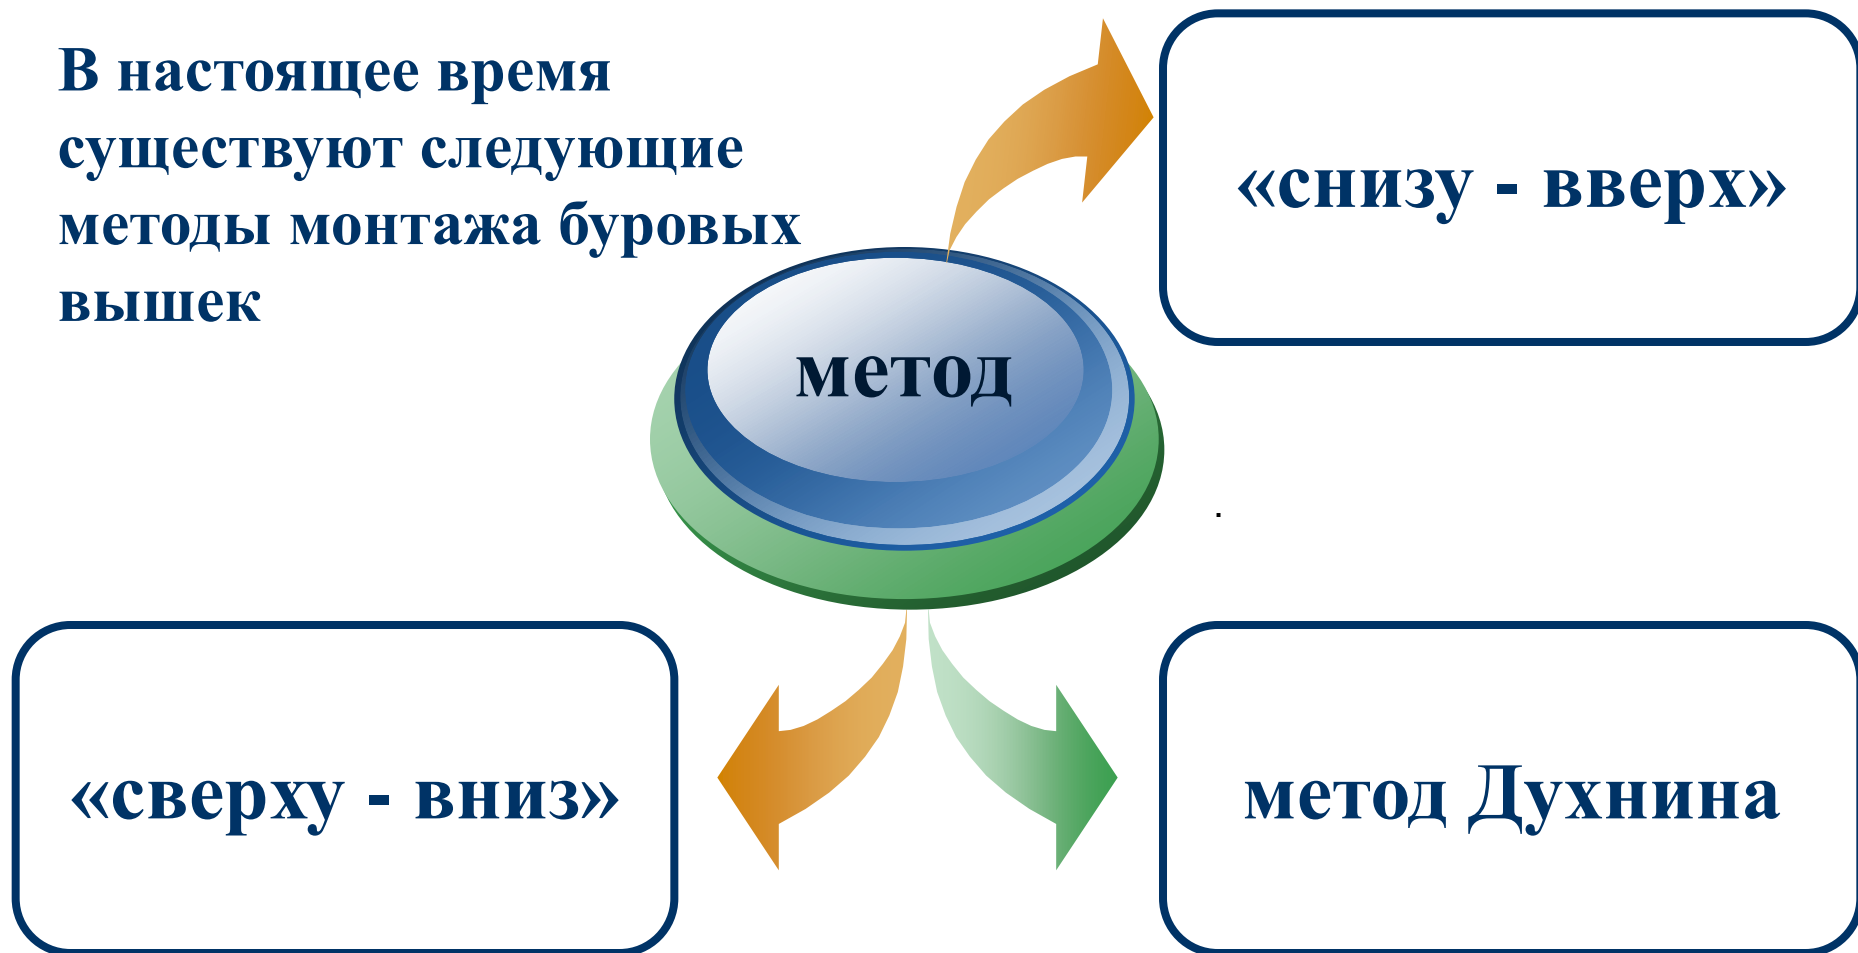 В настоящее время
существуют следующие
методы монтажа буровых
вышек
«снизу - вверх»
метод
.
«сверху - вниз»
метод Духнина